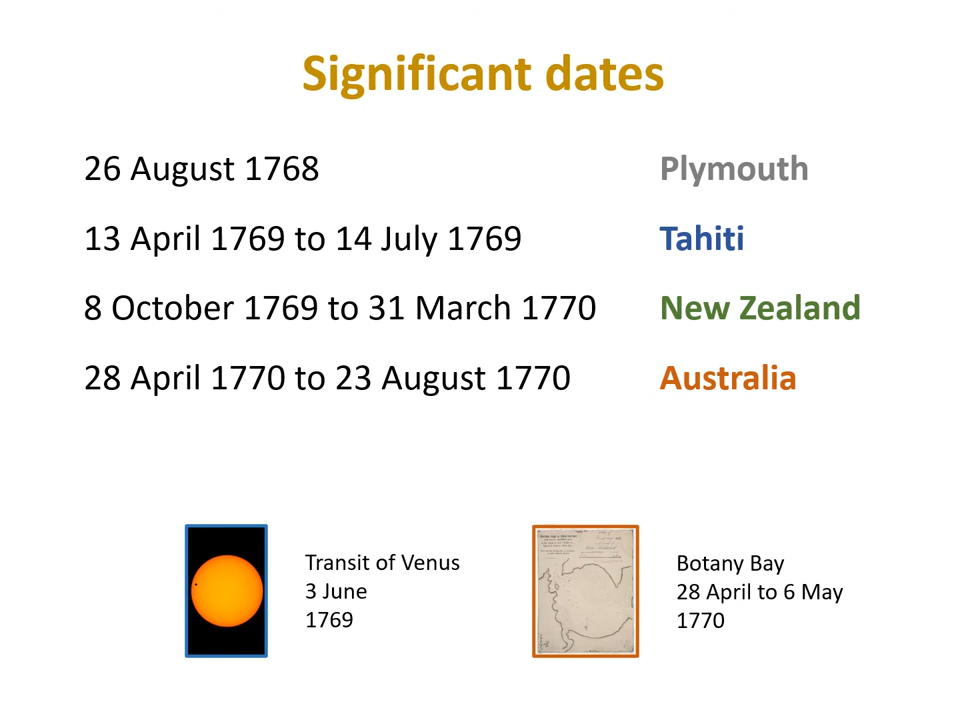 Significant dates
26 August 1768 Plymouth
13 April 1769 to 14 July 1769 Tahiti
8 October 1769 to 31 March 1770 New Zealand
28 April 1770 to 23 August 1770 Australia
Transit of Venus
3 June
1769
Botany Bay
28 April to 6 May
1770